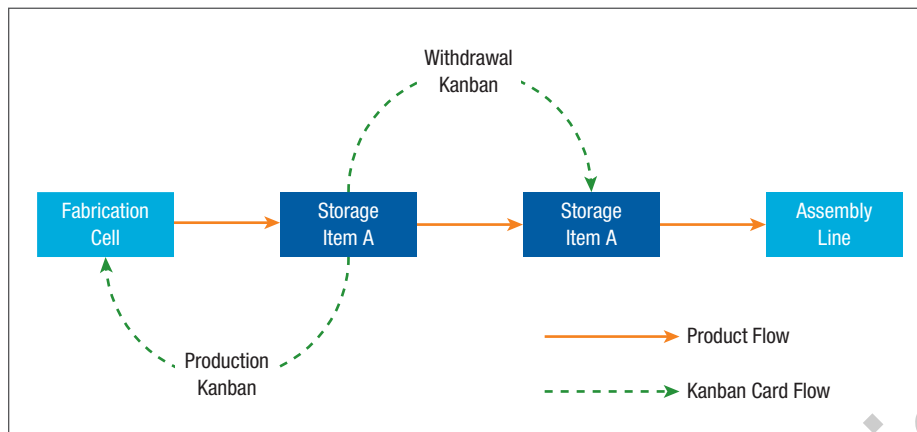 Withdrawal
Kanban
Fabrication
Cell
Storage
Item A
Storage
Item A
Assembly
Line
Production
Kanban
Product Flow
Kanban Card Flow